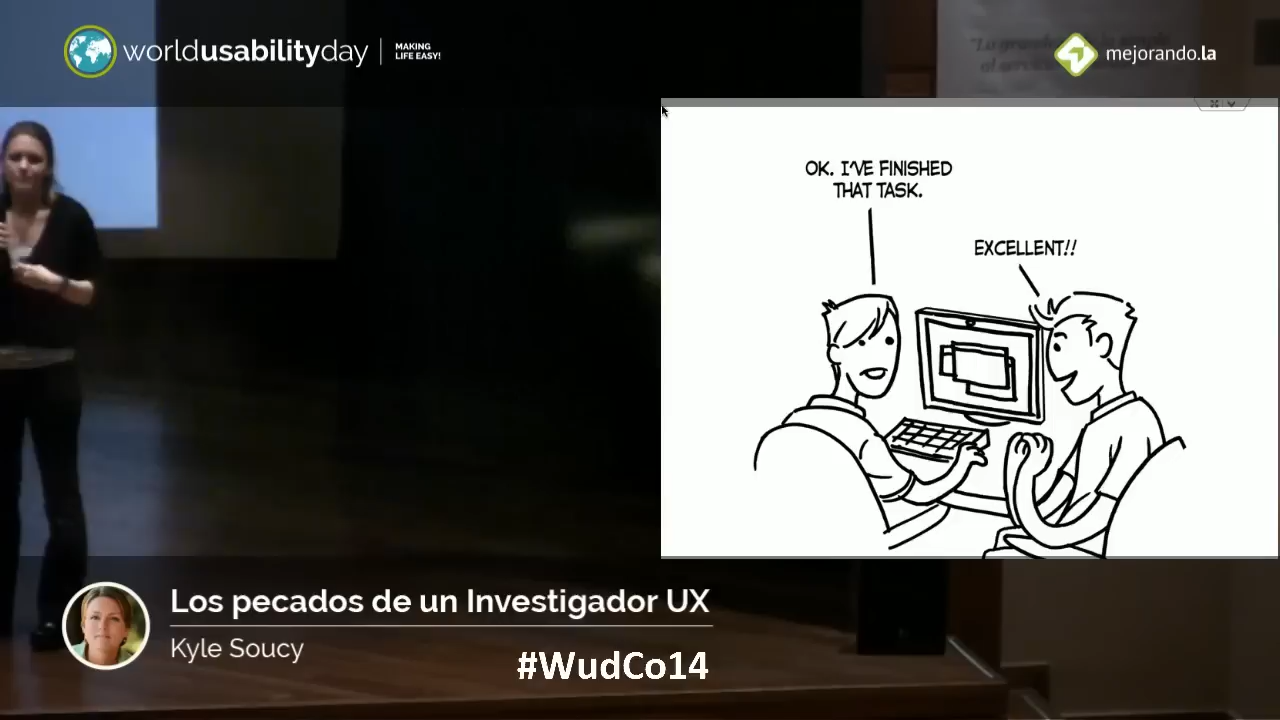 worldusabilityday
MAKING
LIFE EASY!
mejorando.la
OK. I'VE FINISHED
THAT TASK.
EXCELLENT!!
Los pecados de un Investigador UX
Kyle Soucy
#WudCo14